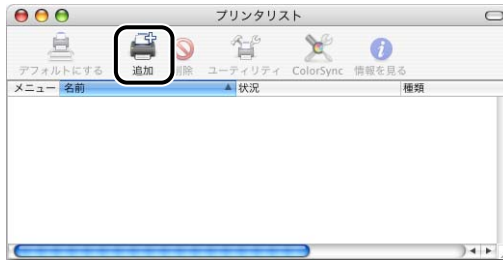 プリンタリスト
デフォルトにする 追加 削除 ユーティリティ ColorSync 情報を見る
メニュー 名前 状況 種類